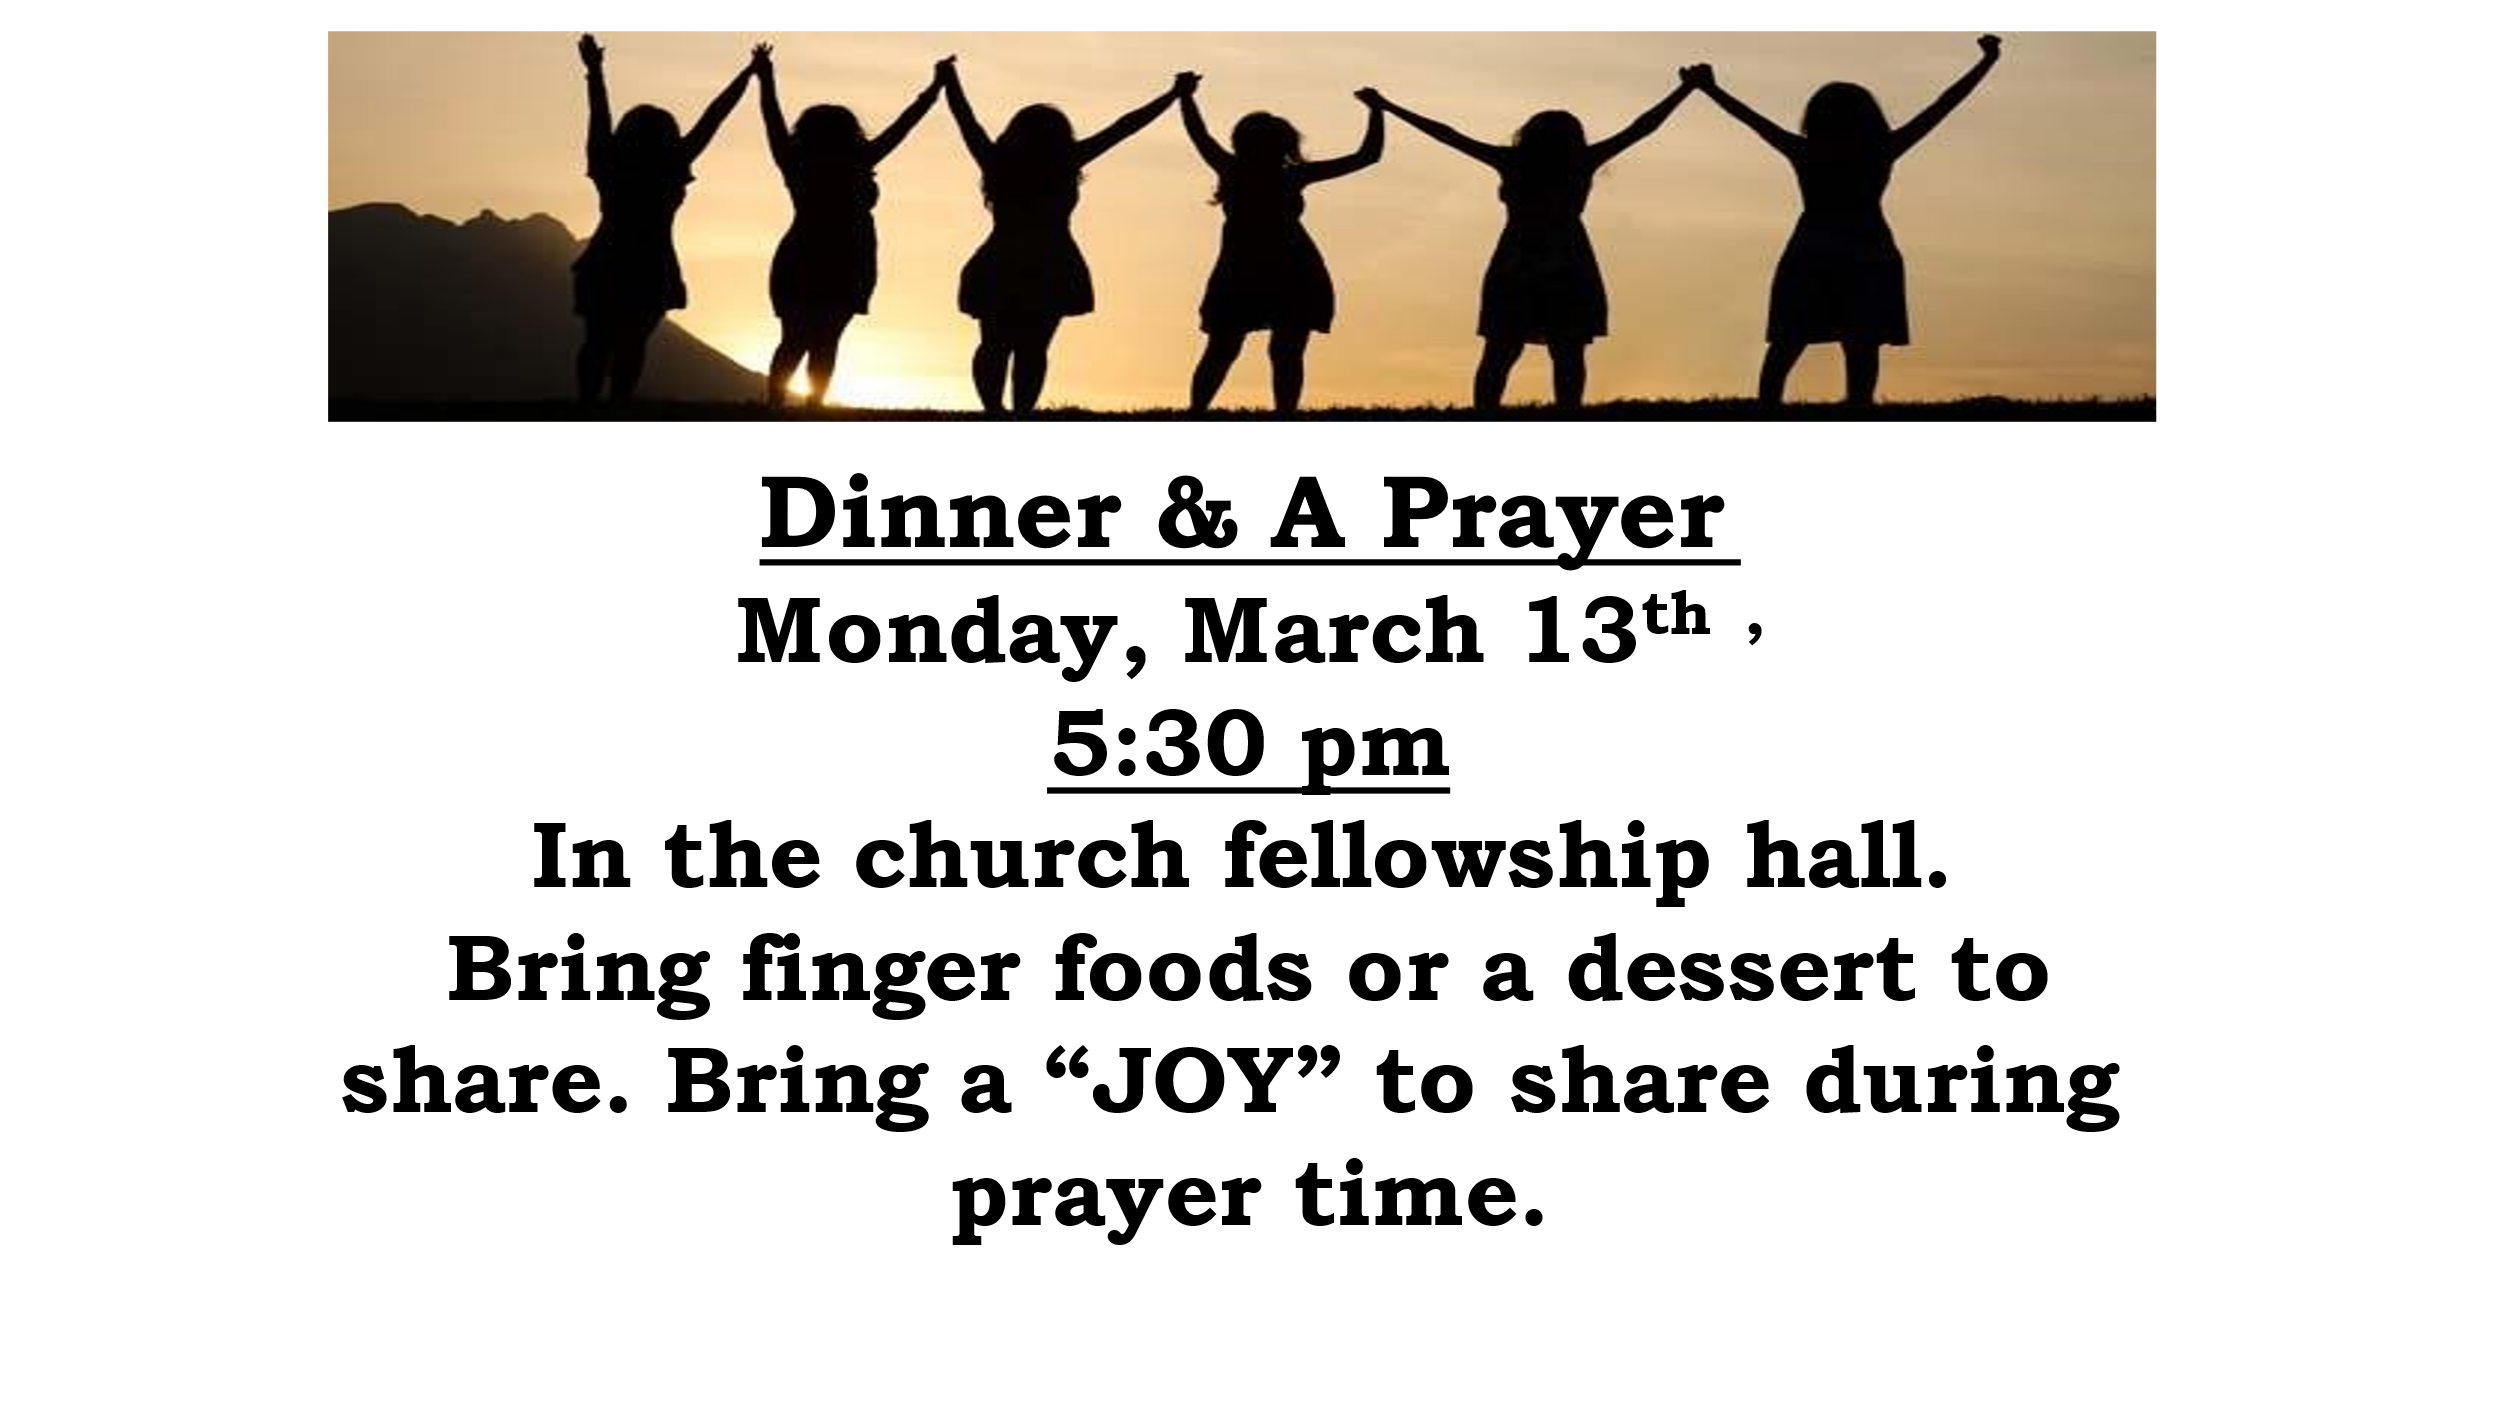 Dinner & A Prayer
Monday, March 13th ,
5:30 pm
In the church fellowship hall.
Bring finger foods or a dessert to
share. Bring a “JOY” to share during
prayer time.